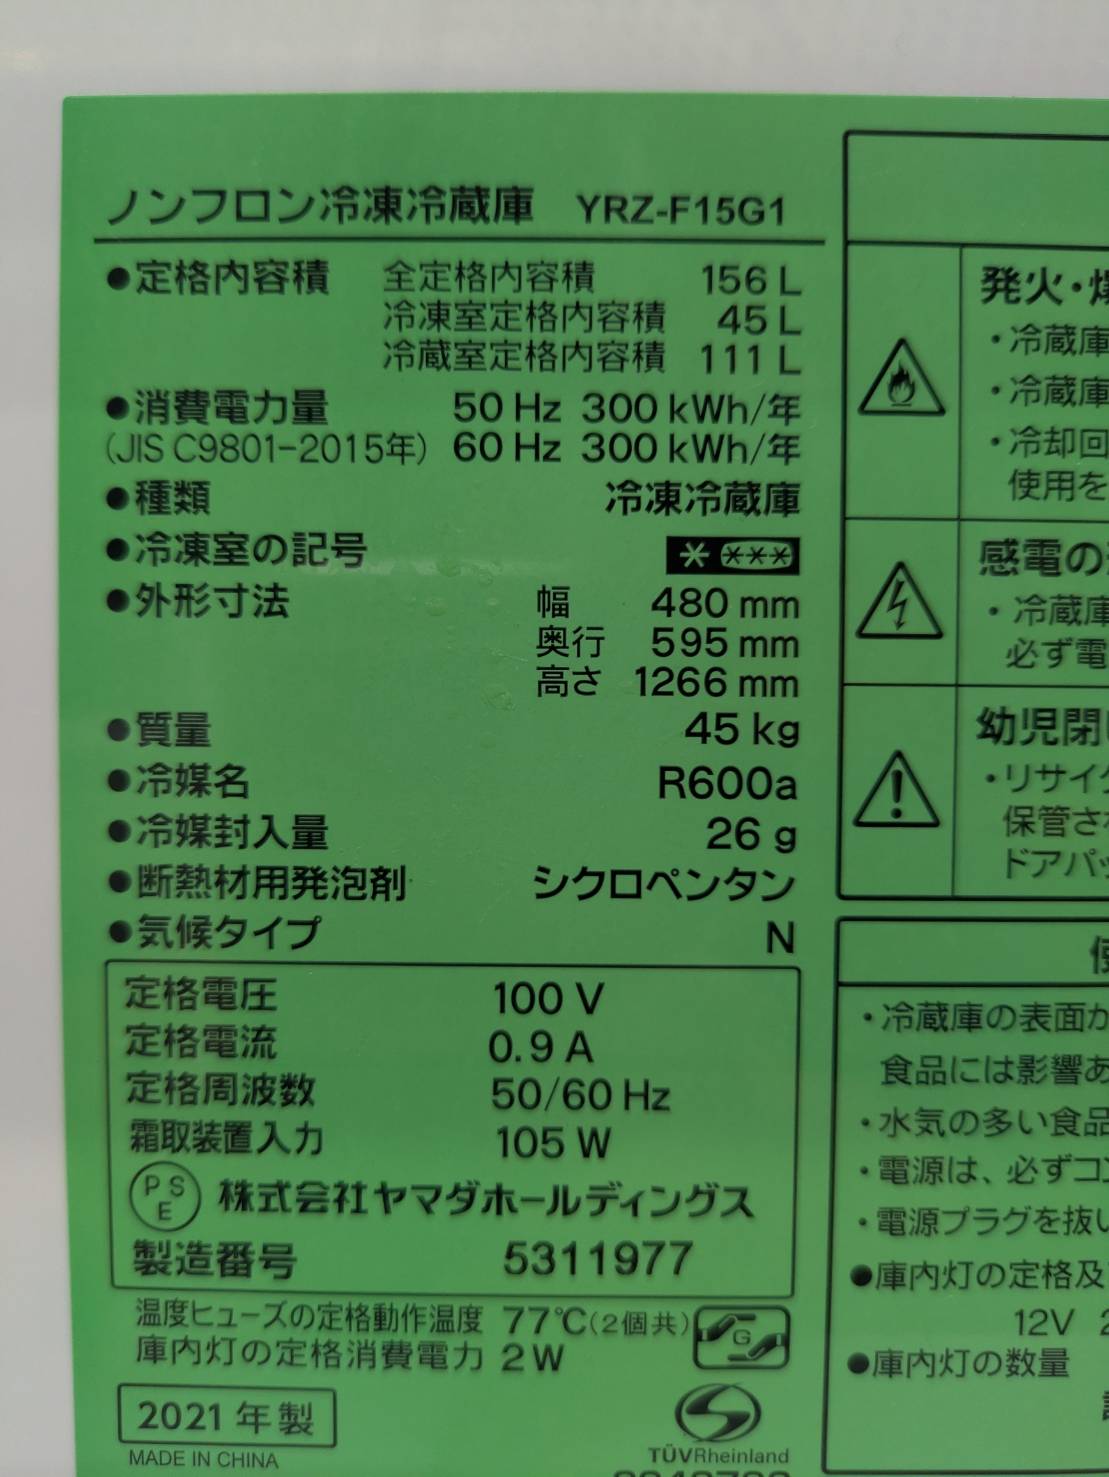 ノンフロン冷凍冷蔵庫 YRZ-F15G1
●定格内容積 全定格内容積 156 L
冷凍室定格内容積 45 L
冷蔵室定格内容積 111 L
●消費電力量 50 Hz 300 kWh/年
(JIS C9801-2015年) 60 Hz 300 kWh/年
●種類 冷凍冷蔵庫
●冷凍室の記号 * ***
●外形寸法 幅 480 mm
奥行 595 mm
高さ 1266 mm
●質量 45 kg
●冷媒名 R600a
●冷媒封入量 26 g
●断熱材用発泡剤 シクロペンタン
●気候タイプ N
定格電圧 100 V
定格電流 0.9 A
定格周波数 50/60 Hz
霜取装置入力 105 W
PSE 株式会社ヤマダホールディングス
製造番号 5311977
温度ヒューズの定格動作温度 77℃(2個共)
G
庫内灯の定格消費電力 2W
2021年製
MADE IN CHINA
TÜVRheinland
発火・
・冷蔵庫
・冷蔵庫
・冷却回
使用を
感電の
・冷蔵庫
必ず電
幼児閉
・リサイ
保管さ
ドアパッ
使
・冷蔵庫の表面が
食品には影響あ
・水気の多い食品
・電源は、必ずコン
・電源プラグを抜い
●庫内灯の定格及
12V 2
●庫内灯の数量